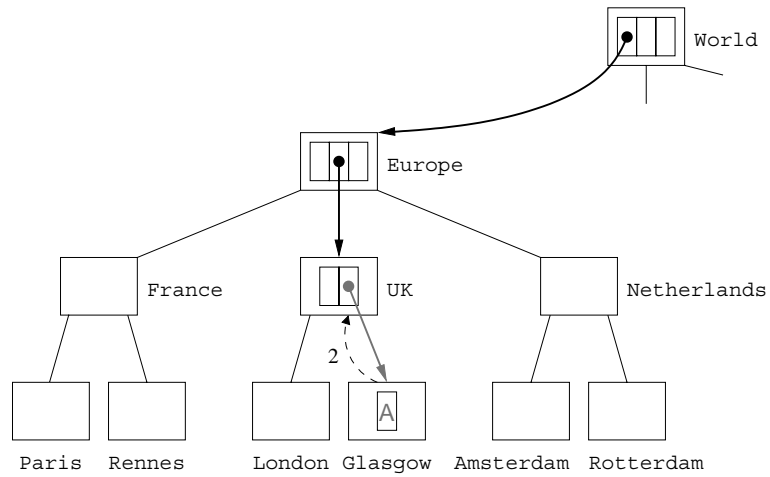 World
Europe
France
UK
Netherlands
2
A
Paris
Rennes
London
Glasgow
Amsterdam
Rotterdam